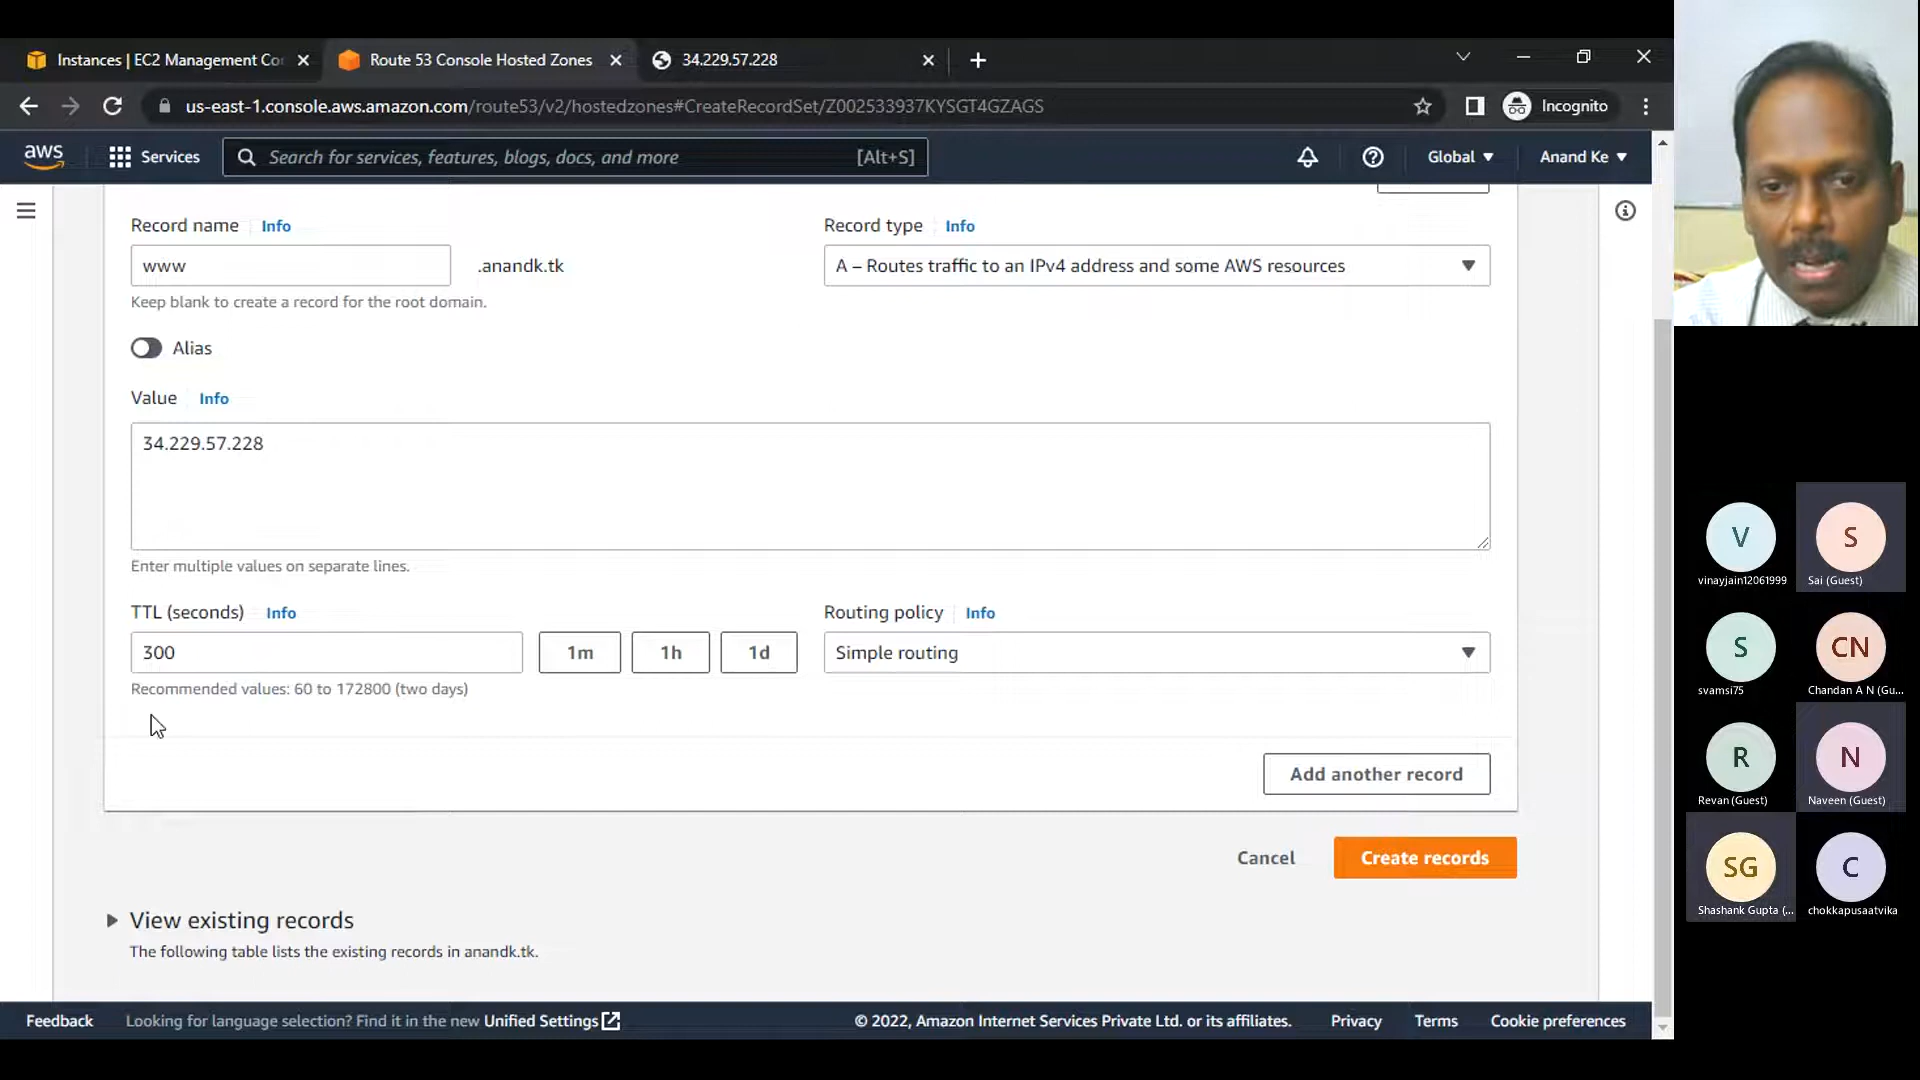 Instances | EC2 Management Co
Route 53 Console Hosted Zones
34.229.57.228
us-east-1.console.aws.amazon.com/route53/v2/hostedzones#CreateRecordSet/Z002533937KYSGT4GZAGS
Incognito
aws
Services
Search for services, features, blogs, docs, and more
[Alt+S]
Global
Anand Ke
Record name
Info
Record type
Info
www
.anandk.tk
A – Routes traffic to an IPv4 address and some AWS resources
Keep blank to create a record for the root domain.
Alias
Value
Info
34.229.57.228
Enter multiple values on separate lines.
TTL (seconds)
Info
Routing policy
Info
300
1m
1h
1d
Simple routing
Recommended values: 60 to 172800 (two days)
Add another record
Cancel
Create records
View existing records
The following table lists the existing records in anandk.tk.
Feedback
Looking for language selection? Find it in the new Unified Settings
© 2022, Amazon Internet Services Private Ltd. or its affiliates.
Privacy
Terms
Cookie preferences
V
S
vinayjain12061999
Sai (Guest)
S
CN
svamsi75
Chandan A N (Gu...
R
N
Revan (Guest)
Naveen (Guest)
SG
C
Shashank Gupta (...
chokkapusaatvika